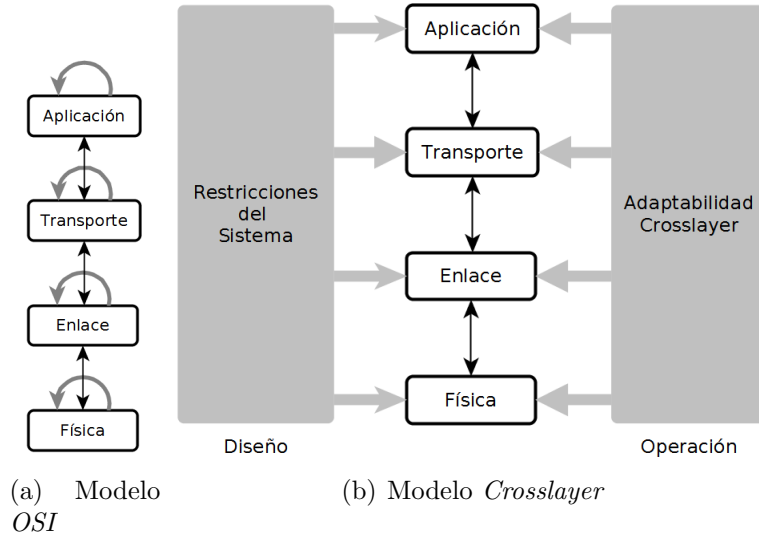 Aplicación
Transporte
Enlace
Física
(a) Modelo
OSI
Restricciones
del
Sistema
Diseño
Aplicación
Transporte
Enlace
Física
Adaptabilidad
Crosslayer
Operación
(b) Modelo Crosslayer